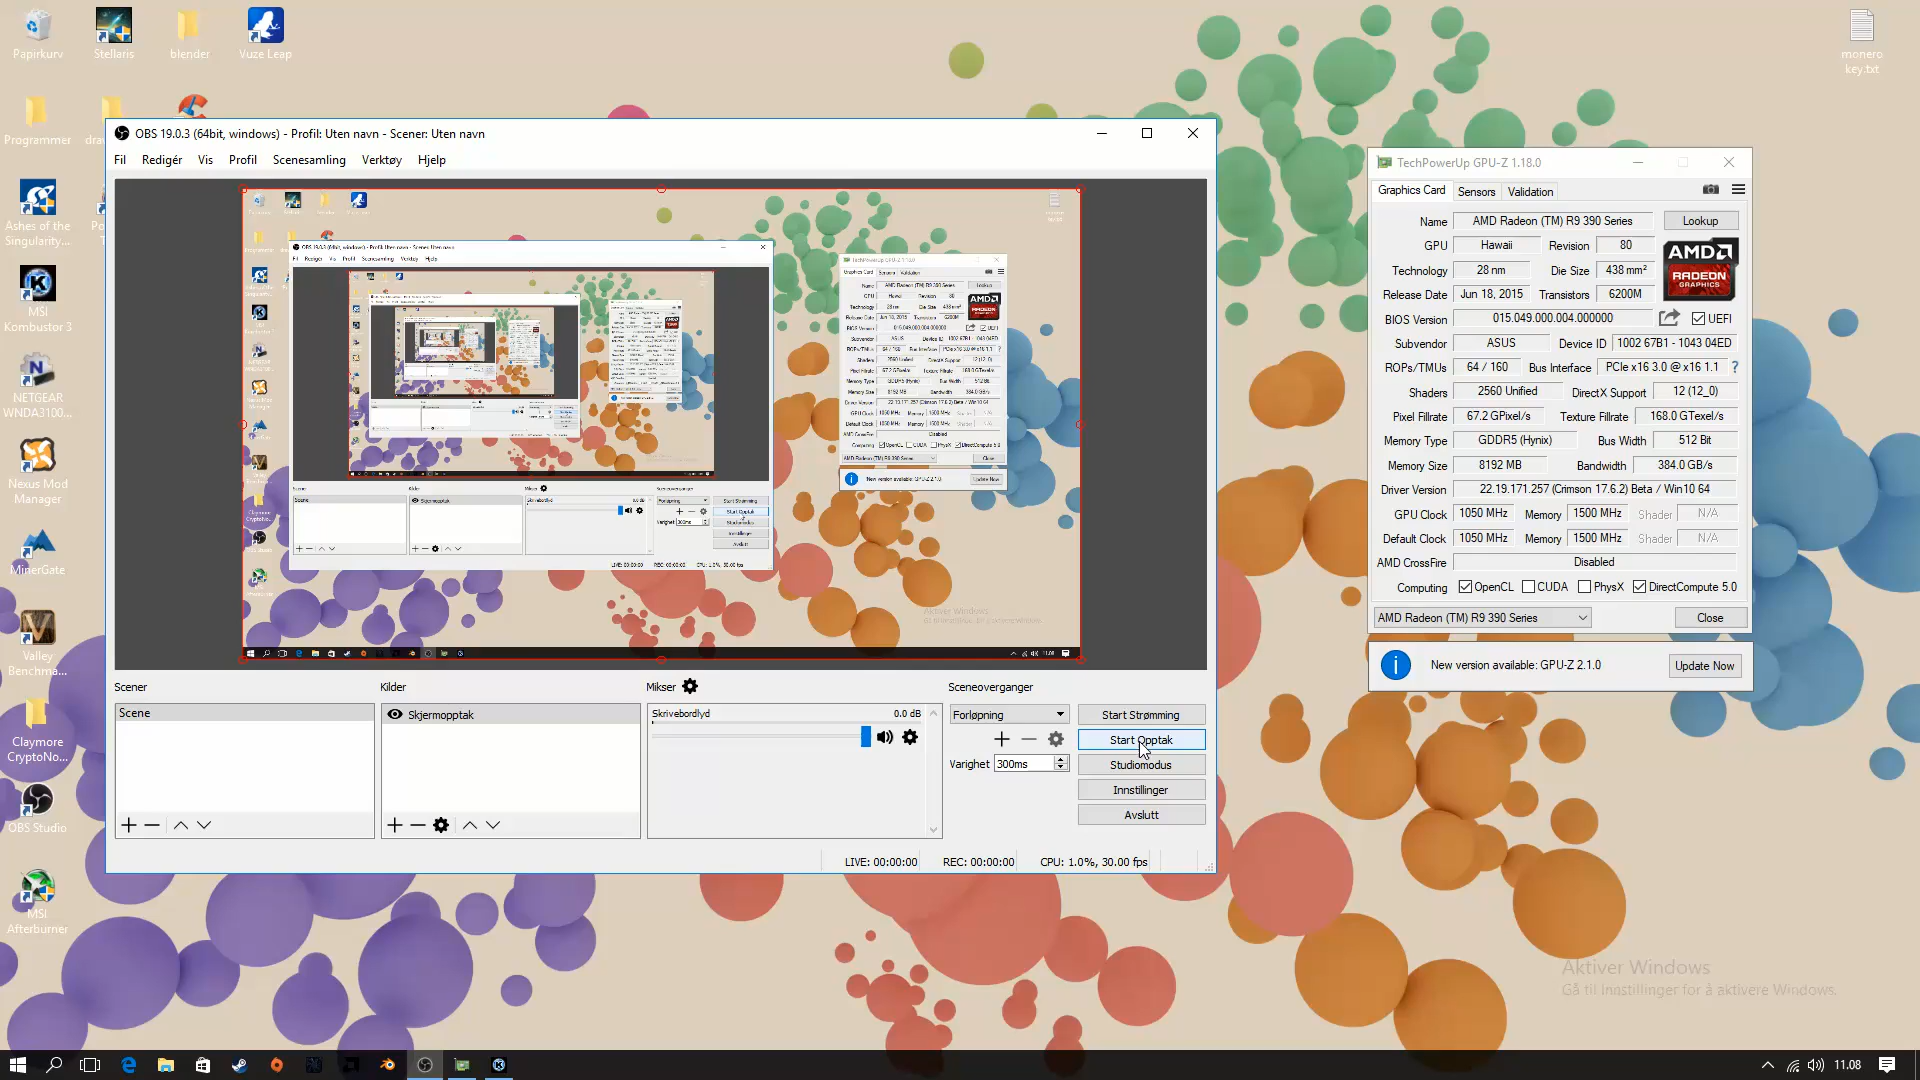 Papirkurv
Stellaris
blender
Vuze Leap
monero
key.txt
Programmer
Ashes of the
Singularity...
MSI
Kombustor 3
NETGEAR
WNDA3100...
Nexus Mod
Manager
MinerGate
Valley
Benchma...
Claymore
CryptoNo...
OBS Studio
MSI
Afterburner
OBS 19.0.3 (64bit, windows) - Profil: Uten navn - Scener: Uten navn
Fil Redigér Vis Profil Scenesamling Verktøy Hjelp
Scener
Scene
Kilder
Skjermopptak
Mikser
Skrivebordlyd 0.0 dB
Sceneoverganger
Forløpning
Varighet 300ms
Start Strømming
Start Opptak
Studiomodus
Innstillinger
Avslutt
LIVE: 00:00:00 REC: 00:00:00 CPU: 1.0%, 30.00 fps
TechPowerUp GPU-Z 1.18.0
Graphics Card Sensors Validation
Name AMD Radeon (TM) R9 390 Series Lookup
GPU Hawaii Revision 80
AMD
RADEON
GRAPHICS
Technology 28 nm Die Size 438 mm²
Release Date Jun 18, 2015 Transistors 6200M
BIOS Version 015.049.000.004.000000 UEFI
Subvendor ASUS Device ID 1002 67B1 - 1043 04ED
ROPs/TMUs 64 / 160 Bus Interface PCIe x16 3.0 @ x16 1.1 ?
Shaders 2560 Unified DirectX Support 12 (12_0)
Pixel Fillrate 67.2 GPixel/s Texture Fillrate 168.0 GTexel/s
Memory Type GDDR5 (Hynix) Bus Width 512 Bit
Memory Size 8192 MB Bandwidth 384.0 GB/s
Driver Version 22.19.171.257 (Crimson 17.6.2) Beta / Win10 64
GPU Clock 1050 MHz Memory 1500 MHz Shader N/A
Default Clock 1050 MHz Memory 1500 MHz Shader N/A
AMD CrossFire Disabled
Computing OpenCL CUDA PhysX DirectCompute 5.0
AMD Radeon (TM) R9 390 Series Close
New version available: GPU-Z 2.1.0 Update Now
Aktiver Windows
Gå til Innstillinger for å aktivere Windows.
11.08